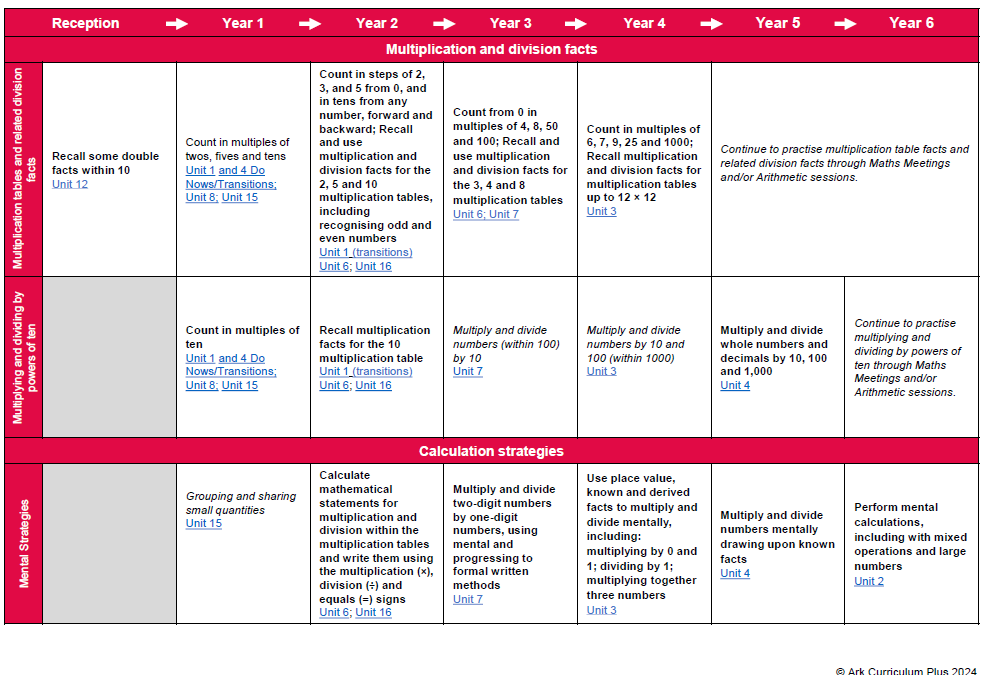 Reception Year 1 Year 2 Year 3 Year 4 Year 5 Year 6
Multiplication and division facts
Multiplication tables and related division
facts
Recall some double
facts within 10
Unit 12
Count in multiples of
twos, fives and tens
Unit 1 and 4 Do
Nows/Transitions;
Unit 8; Unit 15
Count in steps of 2,
3, and 5 from 0, and
in tens from any
number, forward and
backward; Recall
and use
multiplication and
division facts for the
2, 5 and 10
multiplication tables,
including
recognising odd and
even numbers
Unit 1 (transitions)
Unit 6; Unit 16
Count from 0 in
multiples of 4, 8, 50
and 100; Recall and
use multiplication
and division facts for
the 3, 4 and 8
multiplication tables
Unit 6; Unit 7
Count in multiples of
6, 7, 9, 25 and 1000;
Recall multiplication
and division facts for
multiplication tables
up to 12 × 12
Unit 3
Continue to practise multiplication table facts and
related division facts through Maths Meetings
and/or Arithmetic sessions.
Multiplying and dividing by
powers of ten
Count in multiples of
ten
Unit 1 and 4 Do
Nows/Transitions;
Unit 8; Unit 15
Recall multiplication
facts for the 10
multiplication table
Unit 1 (transitions)
Unit 6; Unit 16
Multiply and divide
numbers (within 100)
by 10
Unit 7
Multiply and divide
numbers by 10 and
100 (within 1000)
Unit 3
Multiply and divide
whole numbers and
decimals by 10, 100
and 1,000
Unit 4
Continue to practise
multiplying and
dividing by powers of
ten through Maths
Meetings and/or
Arithmetic sessions.
Calculation strategies
Mental Strategies
Grouping and sharing
small quantities
Unit 15
Calculate
mathematical
statements for
multiplication and
division within the
multiplication tables
and write them using
the multiplication (×),
division (÷) and
equals (=) signs
Unit 6; Unit 16
Multiply and divide
two-digit numbers
by one-digit
numbers, using
mental and
progressing to
formal written
methods
Unit 7
Use place value,
known and derived
facts to multiply and
divide mentally,
including:
multiplying by 0 and
1; dividing by 1;
multiplying together
three numbers
Unit 3
Multiply and divide
numbers mentally
drawing upon known
facts
Unit 4
Perform mental
calculations,
including with mixed
operations and large
numbers
Unit 2
© Ark Curriculum Plus 2024